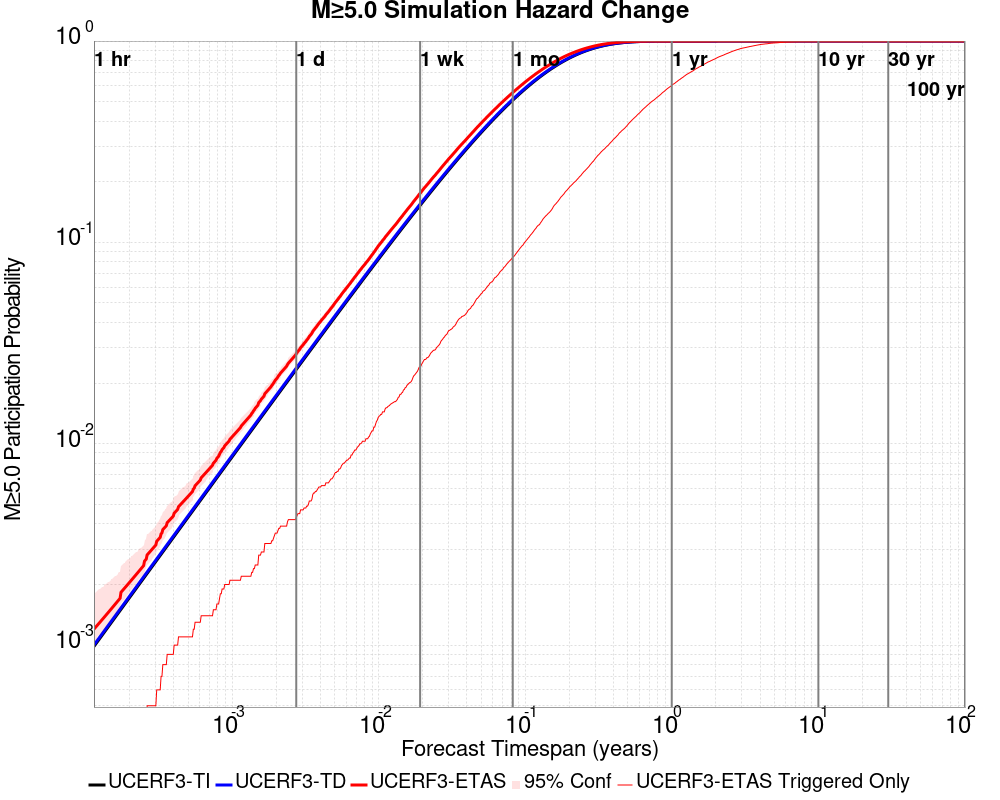 M≥5.0 Simulation Hazard Change
10^0
1 hr
1 d
1 wk
1 mo
1 yr
10 yr
30 yr
100 yr
10^-1
10^-2
10^-3
M≥5.0 Participation Probability
10^-3
10^-2
10^-1
10^0
10^1
10^2
Forecast Timespan (years)
UCERF3-TI UCERF3-TD UCERF3-ETAS 95% Conf UCERF3-ETAS Triggered Only